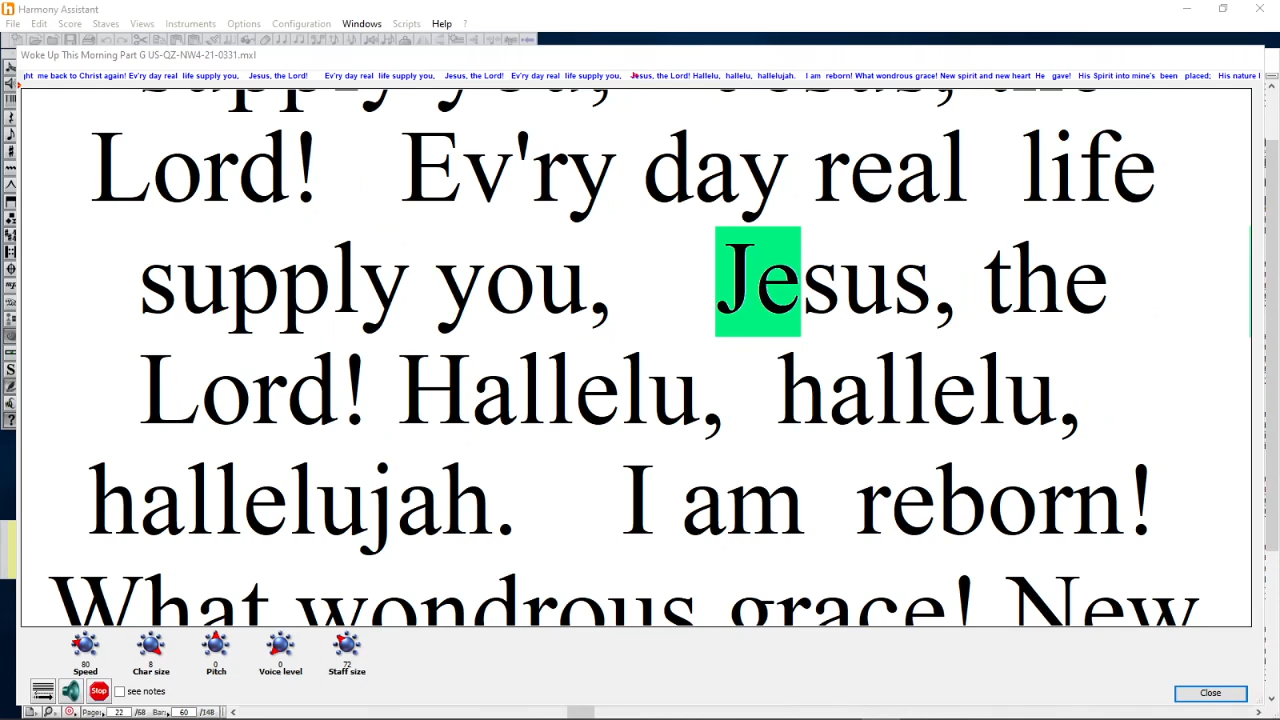 Harmony Assistant
File Edit Score Staves Views Instruments Options Configuration Windows Scripts Help ?
Woke Up This Morning Part G US-QZ-NW4-21-0331.mxl
ght me back to Christ again! Ev'ry day real life supply you, Jesus, the Lord! Ev'ry day real life supply you, Jesus, the Lord! Ev'ry day real life supply you, Jesus, the Lord! Hallelu, hallelu, hallelujah. I am reborn! What wondrous grace! New spirit and new heart He gave! His Spirit into mine's been placed; His nature I
supply you, Jesus, the
Lord! Ev'ry day real life
supply you, Jesus, the
Lord! Hallelu, hallelu,
hallelujah. I am reborn!
What wondrous grace! New
80 8 0 0 72
Speed Char size Pitch Voice level Staff size
Stop see notes Close
Page: 22 /68 Bar: 60 /148